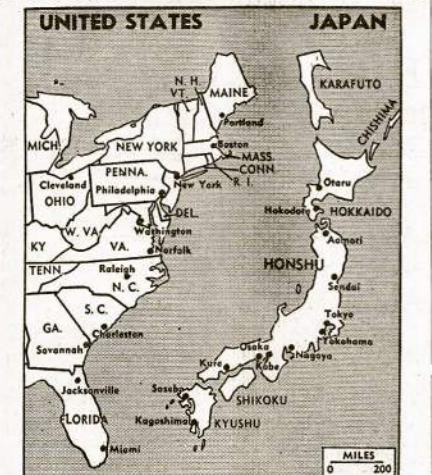 UNITED STATES
JAPAN
N. H.
VT.
MAINE
KARAFUTO
CHISHIMA
Portland
MICH.
NEW YORK
Boston
MASS.
CONN.
R. I.
PENNA.
Cleveland
New York
OHIO
Philadelphia
DEL.
W. VA.
Washington
KY
VA.
Norfolk
TENN.
Raleigh
N. C.
S. C.
GA.
Charleston
Savannah
Jacksonville
FLORIDA
Miami
Otaru
Hakodate
HOKKAIDO
Aomori
HONSHU
Sendai
Tokyo
Yokohama
Osaka
Nagoya
Kure
Kobe
Sasebo
SHIKOKU
Kagoshima
KYUSHU
MILES
0 200